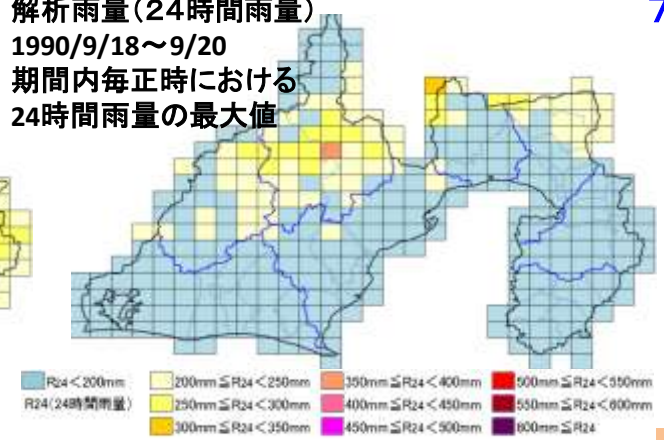 解析雨量(24時間雨量)
1990/9/18～9/20
期間内毎正時における
24時間雨量の最大値
7
R24＜200mm
200mm≦R24＜250mm
350mm≦R24＜400mm
500mm≦R24＜550mm
R24(24時間雨量)
250mm≦R24＜300mm
400mm≦R24＜450mm
550mm≦R24＜600mm
300mm≦R24＜350mm
450mm≦R24＜500mm
600mm≦R24